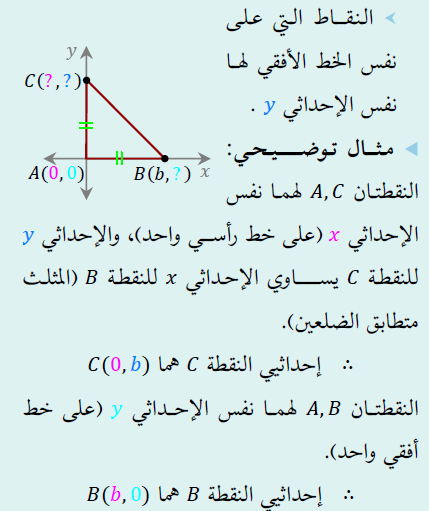 النقاط التي على
نفس الخط الأفقي لها
نفس الإحداثي y .
y
C(?,?)
A(0,0)
B(b,?)
x
مثال توضيحي:
النقطتان A,C لهما نفس
الإحداثي x (على خط رأسي واحد)، والإحداثي y
للنقطة C يساوي الإحداثي x للنقطة B (المثلث
متطابق الضلعين).
∴ إحداثيي النقطة C هما C(0,b)
النقطتان A,B لهما نفس الإحداثي y (على خط
أفقي واحد).
∴ إحداثيي النقطة B هما B(b,0)